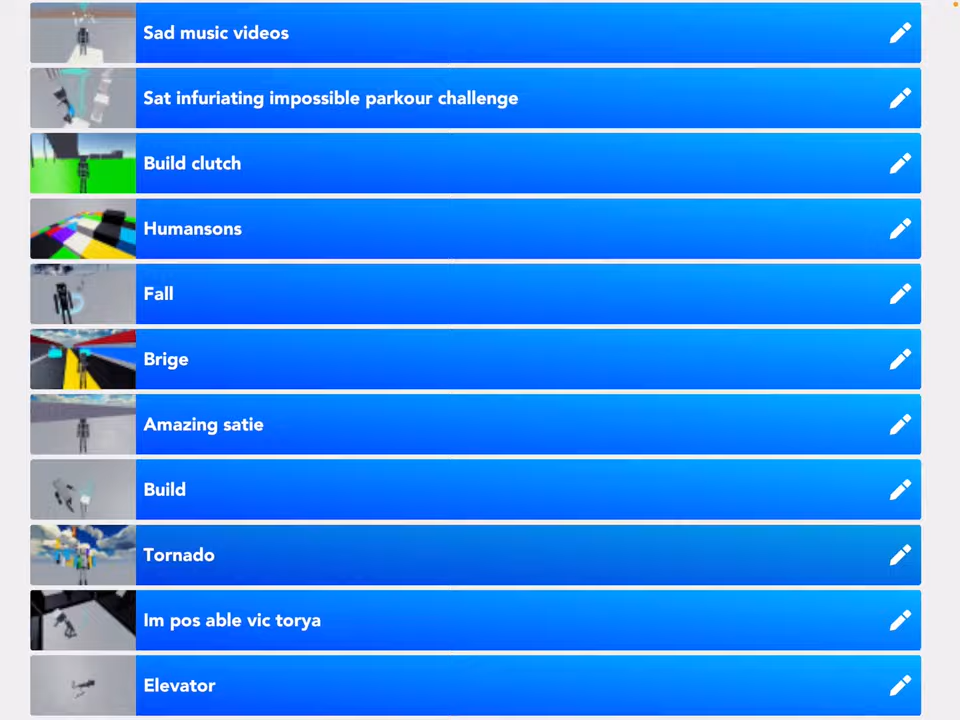 Sad music videos
Sat infuriating impossible parkour challenge
Build clutch
Humansons
Fall
Brige
Amazing satie
Build
Tornado
Im pos able vic torya
Elevator